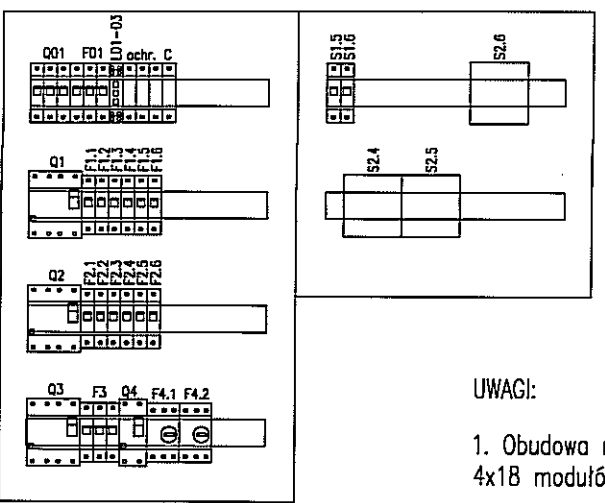 Q01 F01 L01-03 ochr. C
Q1 F1.1 F1.2 F1.3 F1.4 F1.5 F1.6
Q2 F2.1 F2.2 F2.3 F2.4 F2.5 F2.6
Q3 F3 Q4 F4.1 F4.2
S1.5 S1.6 S2.6
S2.4 S2.5
UWAGI:
1. Obudowa
4x18 modułó